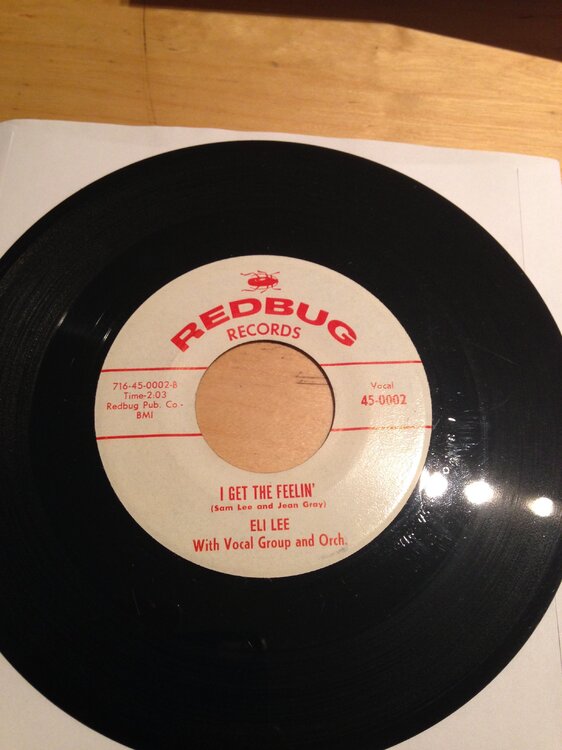 REDBUG
RECORDS
716-45-0002-B
Time-2:03
Redbug Pub. Co -
BMI
Vocal
45-0002
I GET THE FEELIN'
(Sam Lee and Jean Gray)
ELI LEE
With Vocal Group and Orch.